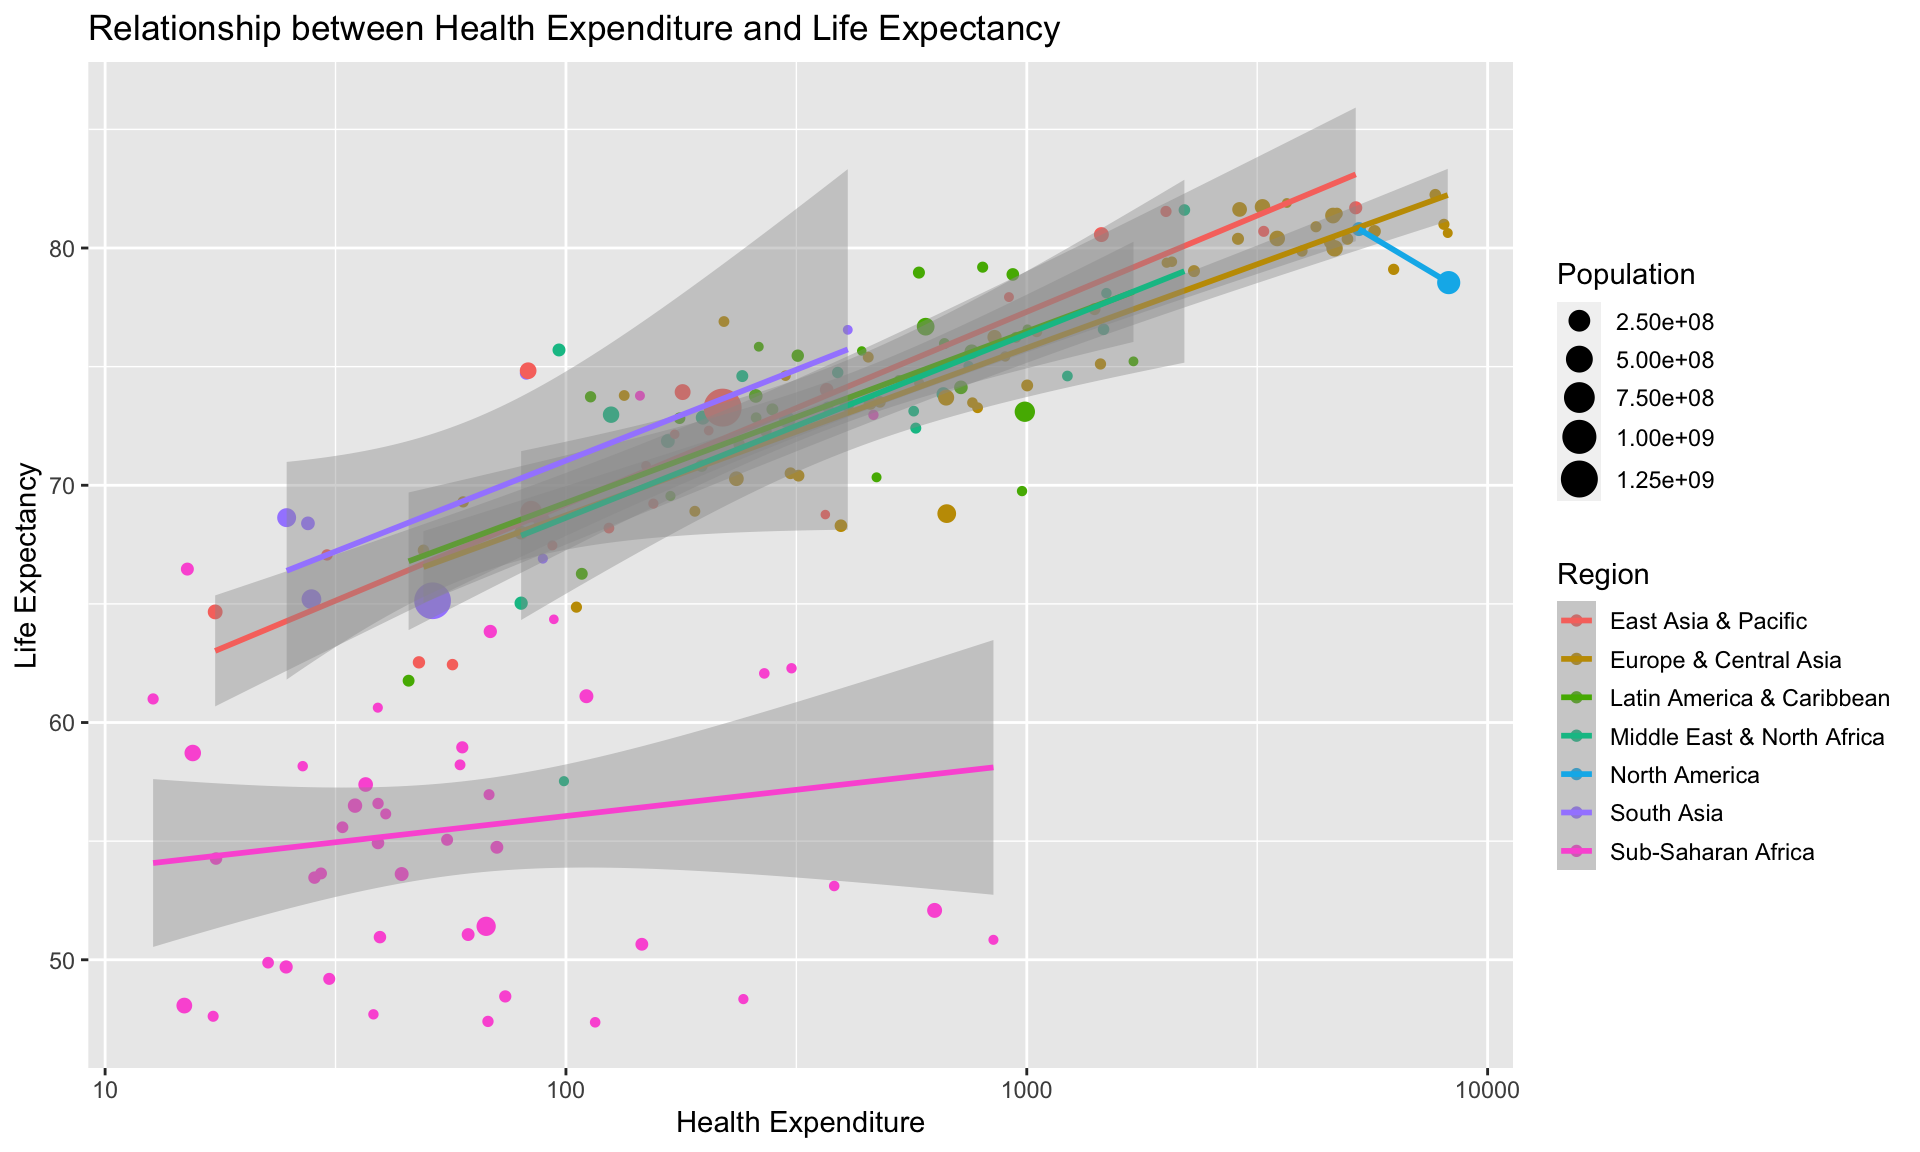 Relationship between Health Expenditure and Life Expectancy
80
70
60
50
Life Expectancy
10
100
1000
10000
Health Expenditure
Population
2.50e+08
5.00e+08
7.50e+08
1.00e+09
1.25e+09
Region
East Asia & Pacific
Europe & Central Asia
Latin America & Caribbean
Middle East & North Africa
North America
South Asia
Sub-Saharan Africa